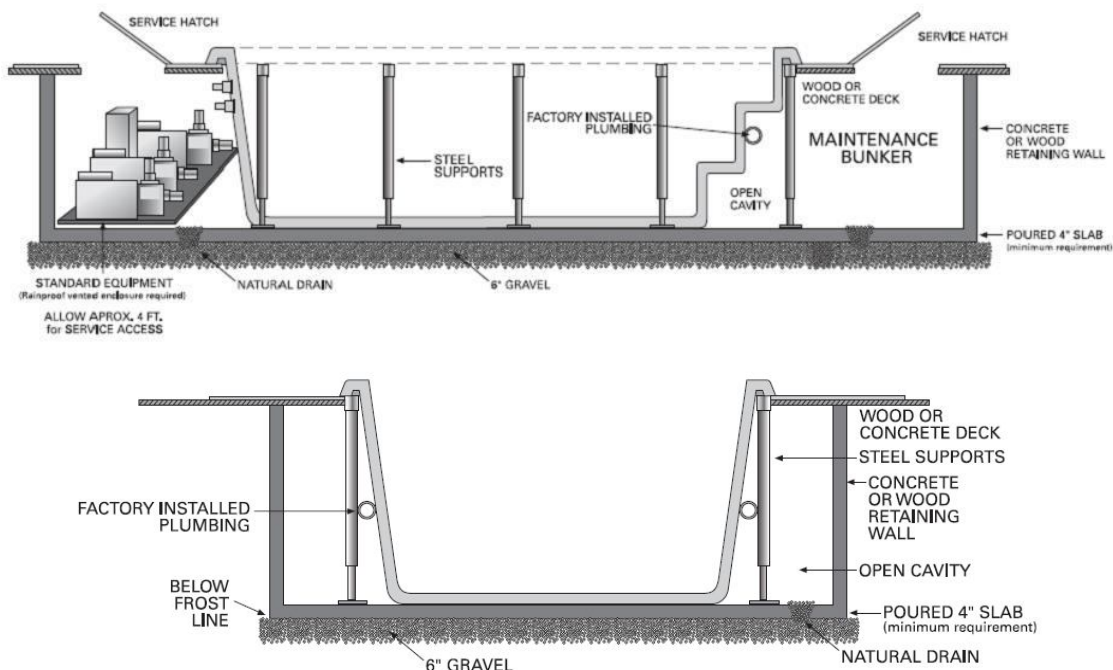 SERVICE HATCH
SERVICE HATCH
FACTORY INSTALLED
PLUMBING
WOOD OR
CONCRETE DECK
MAINTENANCE
BUNKER
CONCRETE
OR WOOD
RETAINING WALL
STEEL
SUPPORTS
OPEN
CAVITY
POURED 4" SLAB
(minimum requirement)
STANDARD EQUIPMENT
(Rainproof vented enclosure required)
NATURAL DRAIN
6" GRAVEL
ALLOW APROX. 4 FT.
for SERVICE ACCESS
WOOD OR
CONCRETE DECK
STEEL SUPPORTS
CONCRETE
OR WOOD
RETAINING
WALL
FACTORY INSTALLED
PLUMBING
OPEN CAVITY
BELOW
FROST
LINE
POURED 4" SLAB
(minimum requirement)
NATURAL DRAIN
6" GRAVEL